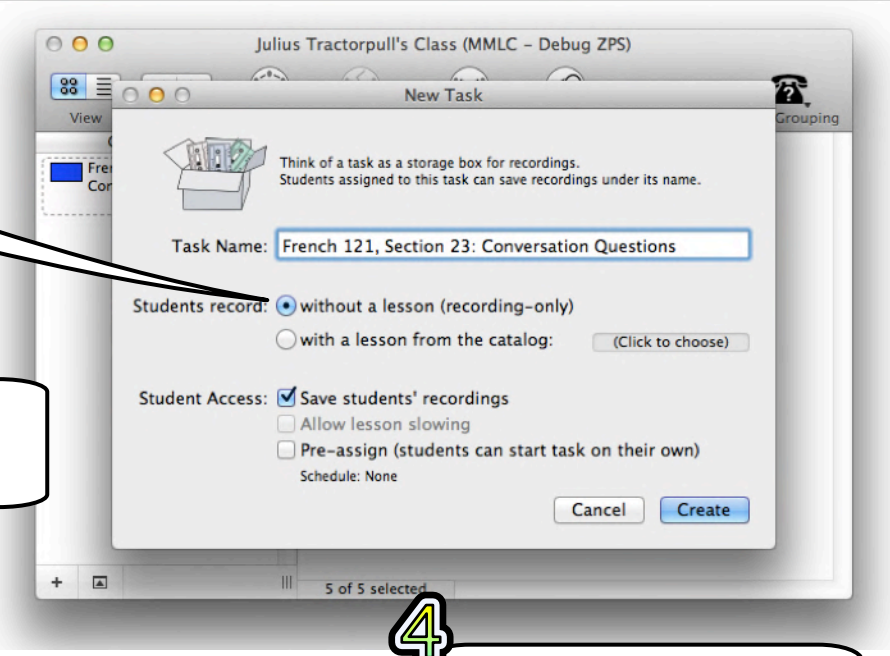 Julius Tractorpull's Class (MMLC – Debug ZPS)
New Task
View
Grouping
Think of a task as a storage box for recordings.
Students assigned to this task can save recordings under its name.
Task Name: French 121, Section 23: Conversation Questions
Students record: without a lesson (recording-only)
with a lesson from the catalog: (Click to choose)
Student Access: Save students' recordings
Allow lesson slowing
Pre-assign (students can start task on their own)
Schedule: None
Cancel Create
+
5 of 5 selected
4